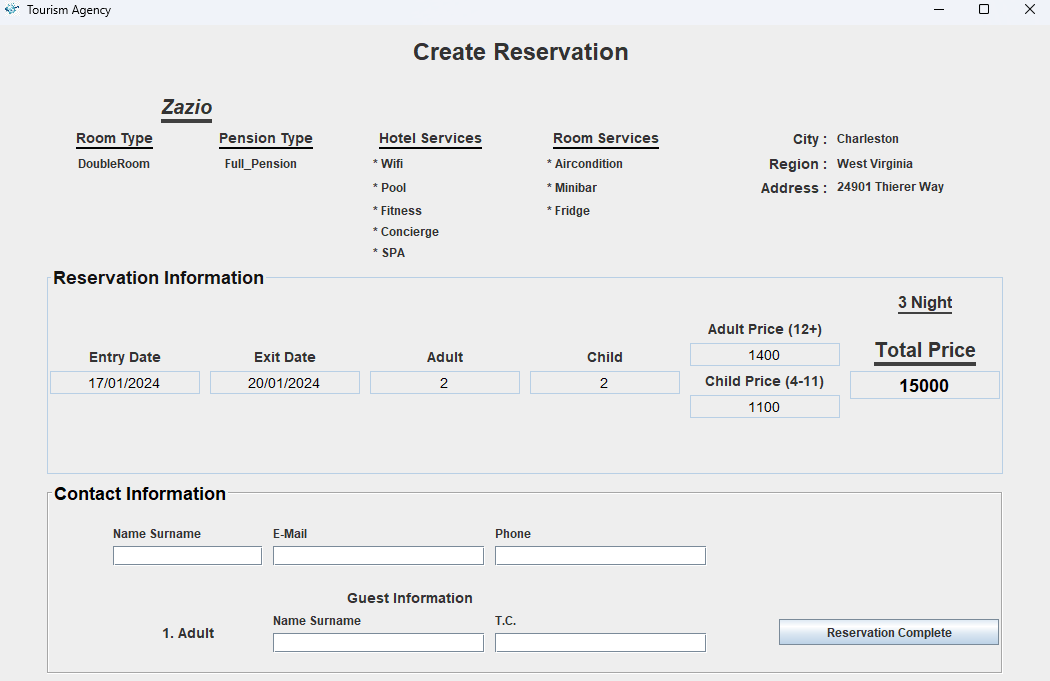 Tourism Agency
Create Reservation
Zazio
Room Type Pension Type Hotel Services Room Services City : Charleston
DoubleRoom Full_Pension * Wifi * Aircondition Region : West Virginia
* Pool * Minibar Address : 24901 Thierer Way
* Fitness * Fridge
* Concierge
* SPA
Reservation Information
3 Night
Adult Price (12+)
Entry Date Exit Date Adult Child 1400 Total Price
17/01/2024 20/01/2024 2 2 Child Price (4-11) 15000
1100
Contact Information
Name Surname E-Mail Phone
Guest Information
Name Surname T.C.
1. Adult Reservation Complete